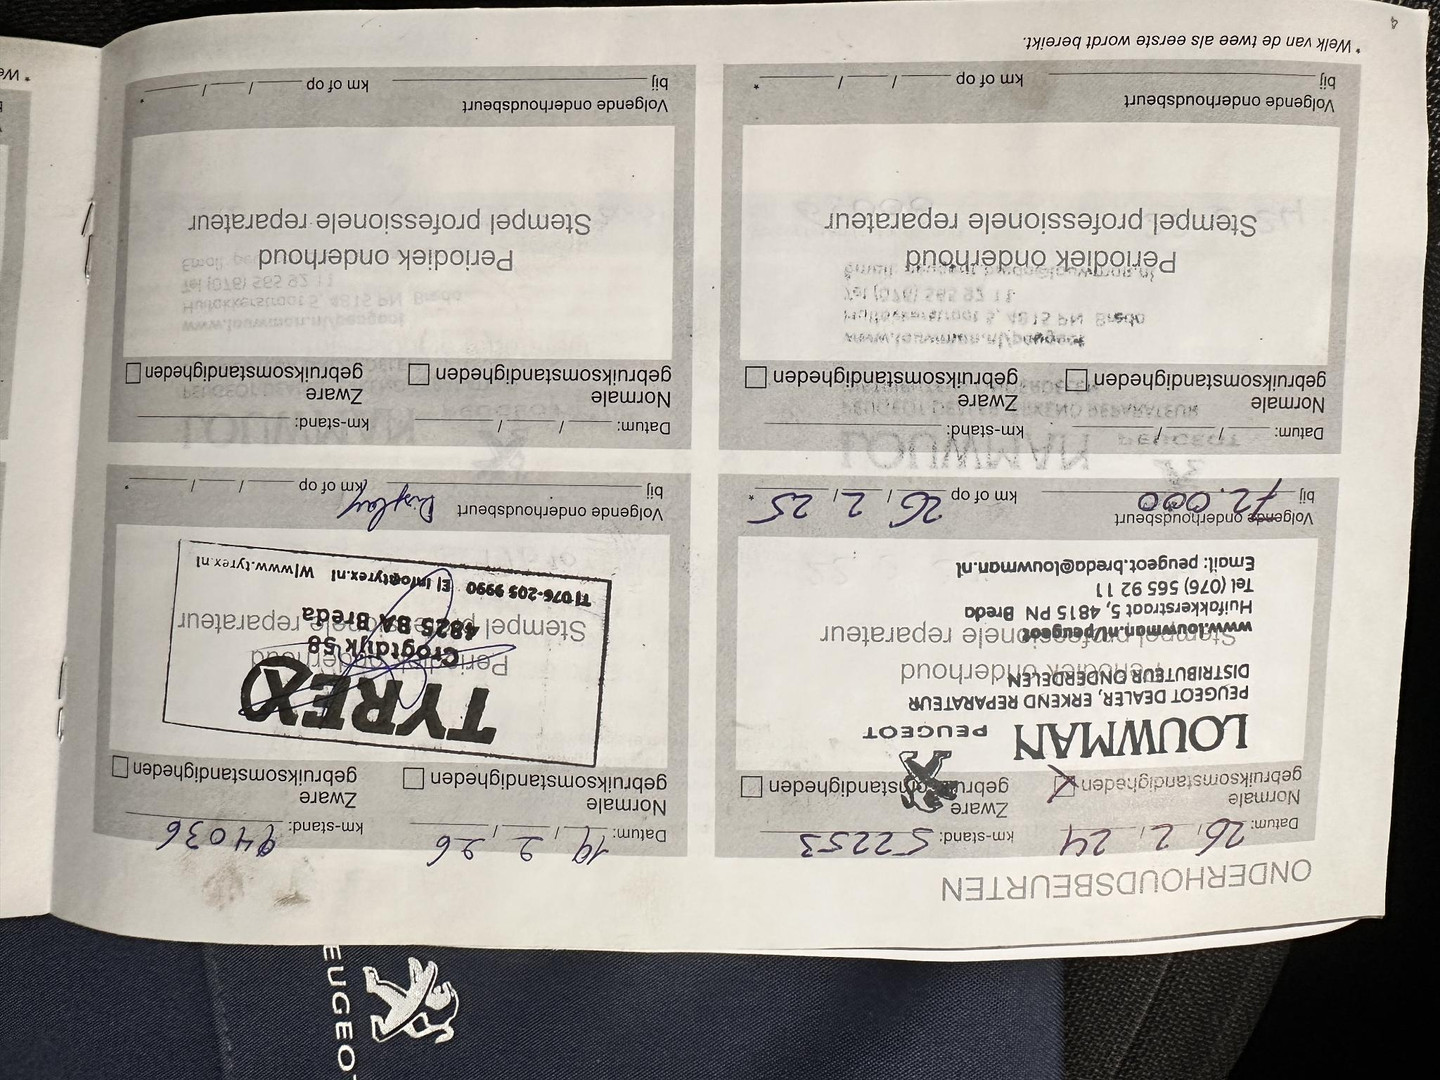 ONDERHOUDSBEURTEN
Datum: 26 / 2 / 24 km-stand: 52253
Normale gebruiksomstandigheden
Zware gebruiksomstandigheden
LOUWMAN PEUGEOT
PEUGEOT DEALER, ERKEND REPARATEUR
DISTRIBUTEUR ONDERDELEN
Periodiek onderhoud
Stempel professionele reparateur
www.louwman.nl/peugeot
Huifakkerstraat 5, 4815 PN Breda
Tel (076) 565 92 11
Email: peugeot.breda@louwman.nl
Volgende onderhoudsbeurt
bij 72.000 km of op 26 / 2 / 25 *
Datum: 19 / 2 / 26 km-stand: 94036
Normale gebruiksomstandigheden
Zware gebruiksomstandigheden
TYREX
Periodiek onderhoud
Crogtdijk 58
Stempel professionele reparateur
4825 BA Breda
T| 076-205 9990 E| info@tyrex.nl W|www.tyrex.nl
Volgende onderhoudsbeurt Display
bij km of op / / *
Datum: / / km-stand:
Normale gebruiksomstandigheden
Zware gebruiksomstandigheden
Periodiek onderhoud
Stempel professionele reparateur
Volgende onderhoudsbeurt
bij km of op / / *
Datum: / / km-stand:
Normale gebruiksomstandigheden
Zware gebruiksomstandigheden
Periodiek onderhoud
Stempel professionele reparateur
Volgende onderhoudsbeurt
bij km of op / / *
* Welk van de twee als eerste wordt bereikt.
4
* We
EUGEOT